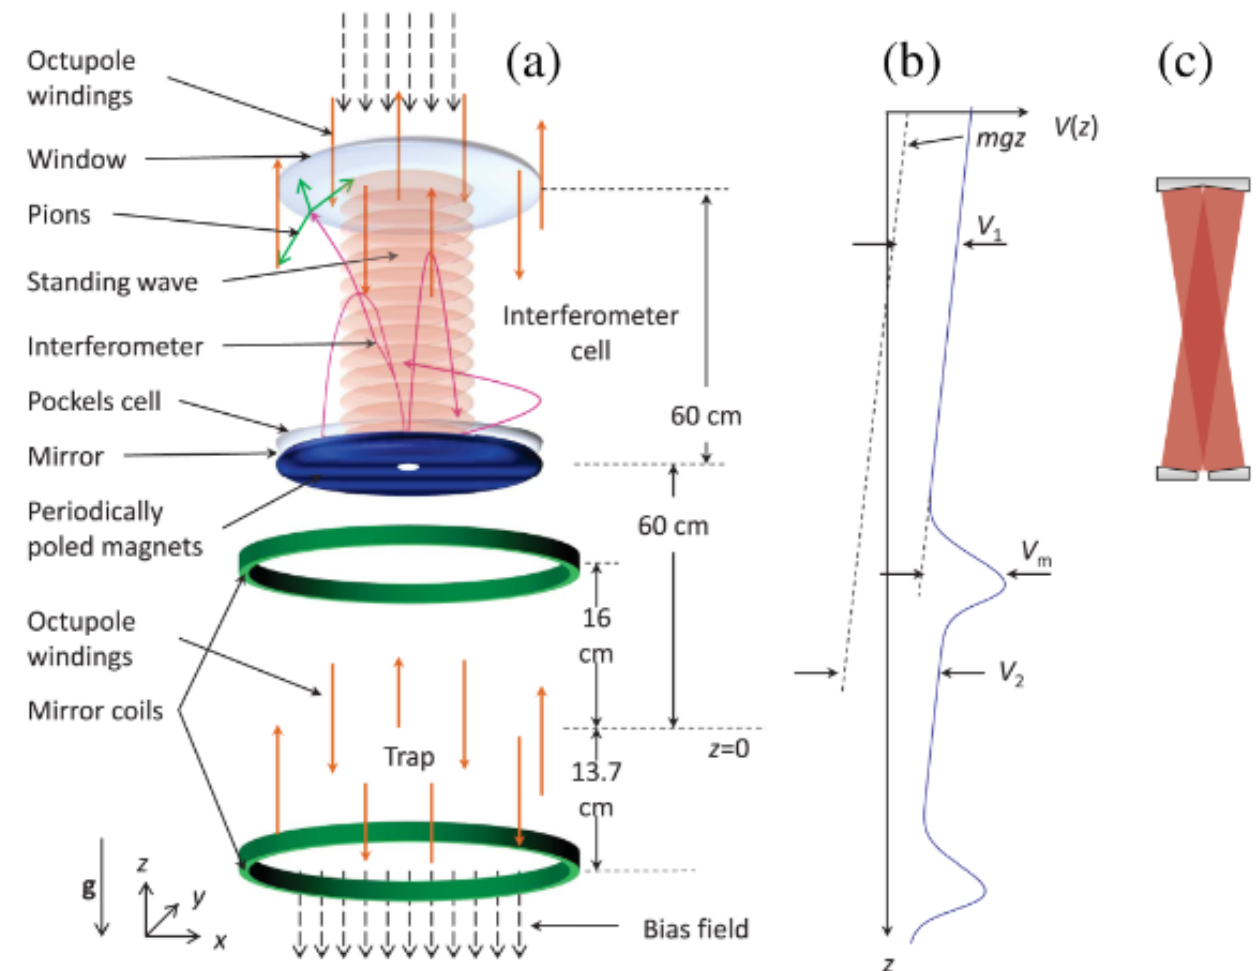 (a)
Octupole
windings
Window
Pions
Standing wave
Interferometer
Pockels cell
Mirror
Periodically
poled magnets
Octupole
windings
Mirror coils
Interferometer
cell
60 cm
60 cm
16
cm
Trap
z=0
13.7
cm
g
z
y
x
Bias field
(b)
V(z)
mgz
V1
Vm
V2
z
(c)